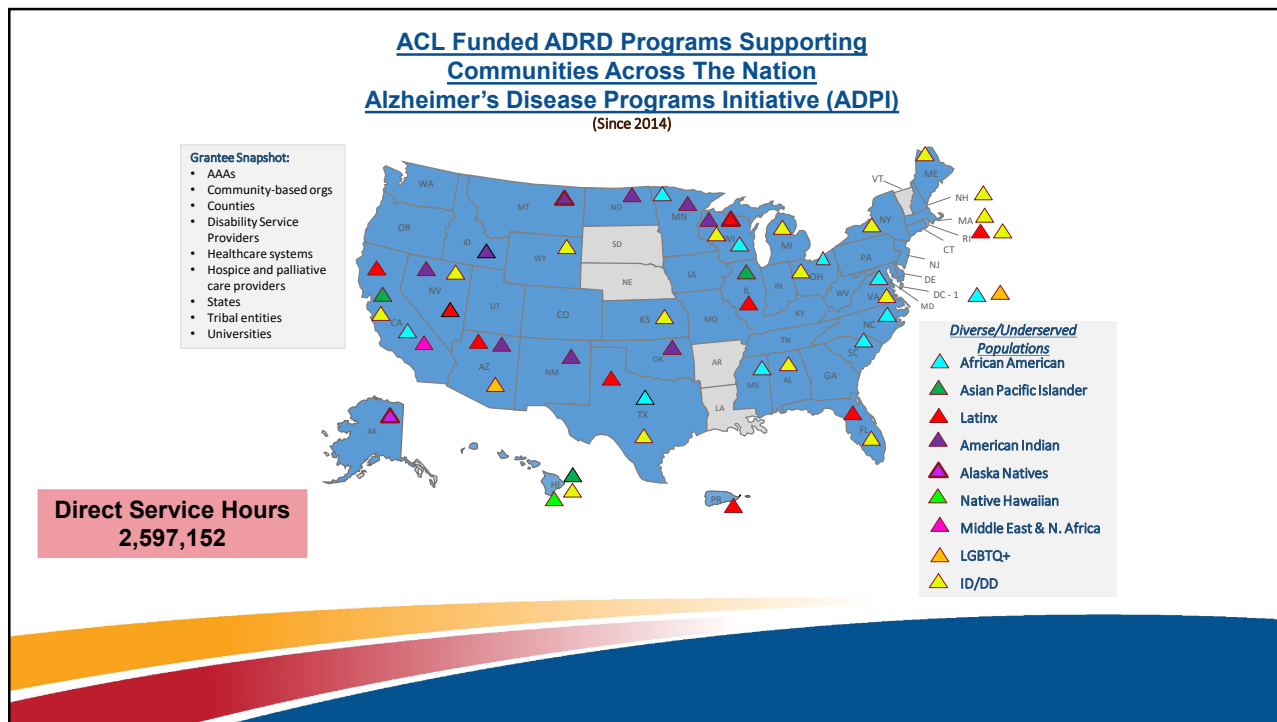 ACL Funded ADRD Programs Supporting
Communities Across The Nation
Alzheimer's Disease Programs Initiative (ADPI)
(Since 2014)
Grantee Snapshot:
• AAAs
• Community-based orgs
• Counties
• Disability Service
Providers
• Healthcare systems
• Hospice and palliative
care providers
• States
• Tribal entities
• Universities
WA
OR
ID
MT
ND
MN
WY
SD
NE
NV
UT
CO
CA
AZ
NM
KS
OK
TX
IA
MO
AR
LA
WI
IL
IN
MI
OH
KY
TN
MS
AL
GA
FL
SC
NC
VA
WV
PA
NY
ME
VT
NH
MA
RI
CT
NJ
DE
DC - 1
MD
AK
HI
PR
Diverse/Underserved
Populations
African American
Asian Pacific Islander
Latinx
American Indian
Alaska Natives
Native Hawaiian
Middle East & N. Africa
LGBTQ+
ID/DD
Direct Service Hours
2,597,152